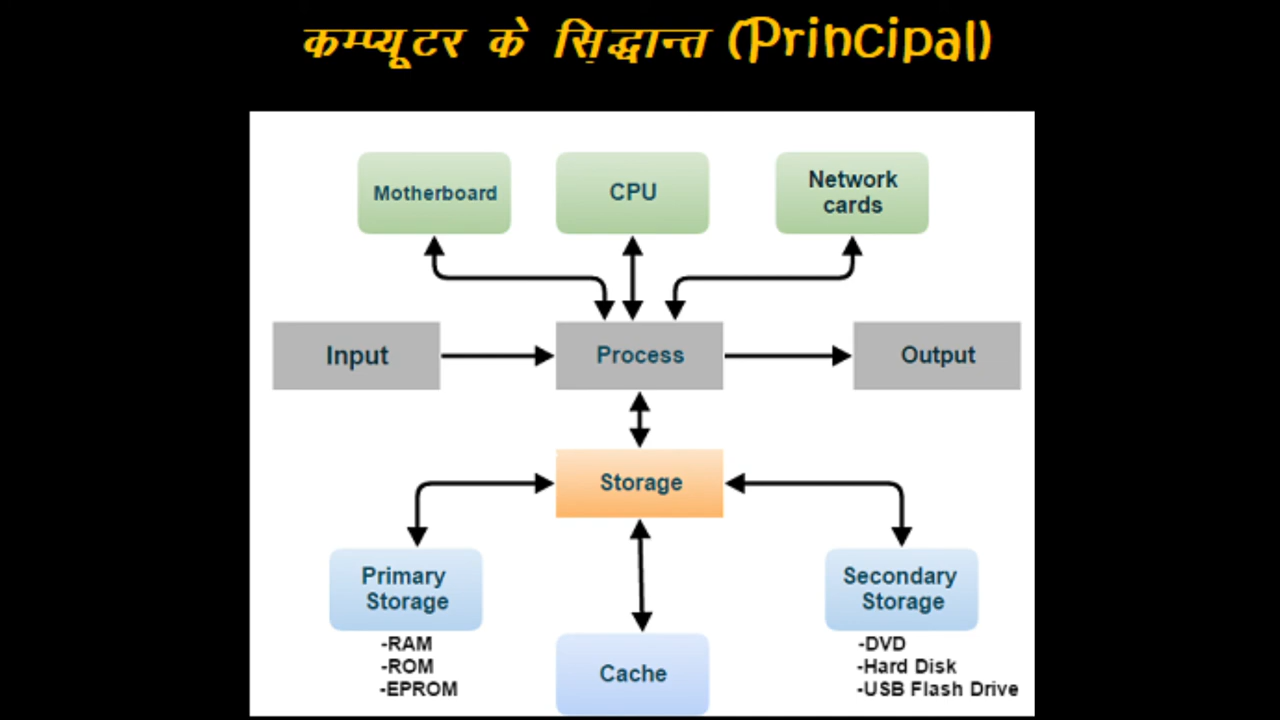 कम्प्यूटर के सिद्धान्त (Principal)
Motherboard
CPU
Network
cards
Input
Process
Output
Storage
Primary
Storage
-RAM
-ROM
-EPROM
Cache
Secondary
Storage
-DVD
-Hard Disk
-USB Flash Drive